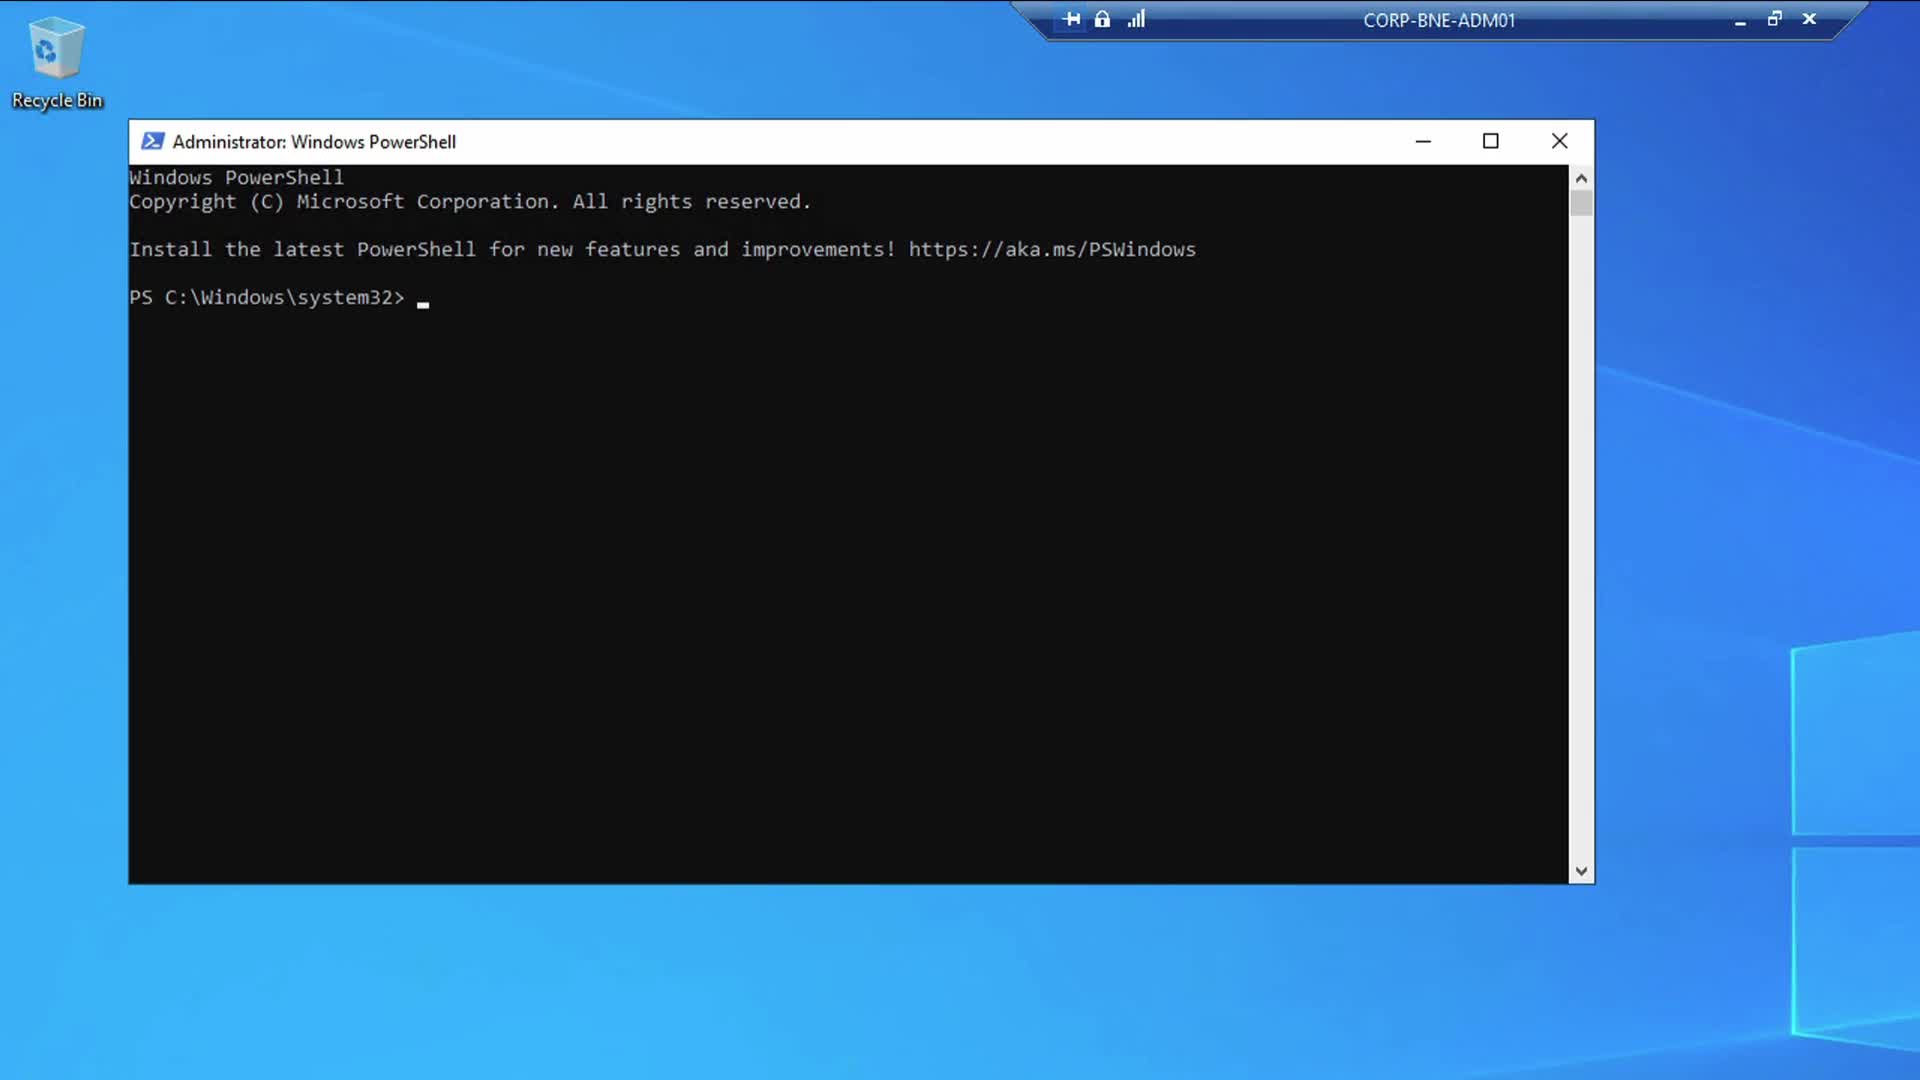 CORP-BNE-ADM01
Recycle Bin
Administrator: Windows PowerShell
Windows PowerShell
Copyright (C) Microsoft Corporation. All rights reserved.
Install the latest PowerShell for new features and improvements! https://aka.ms/PSWindows
PS C:\Windows\system32>